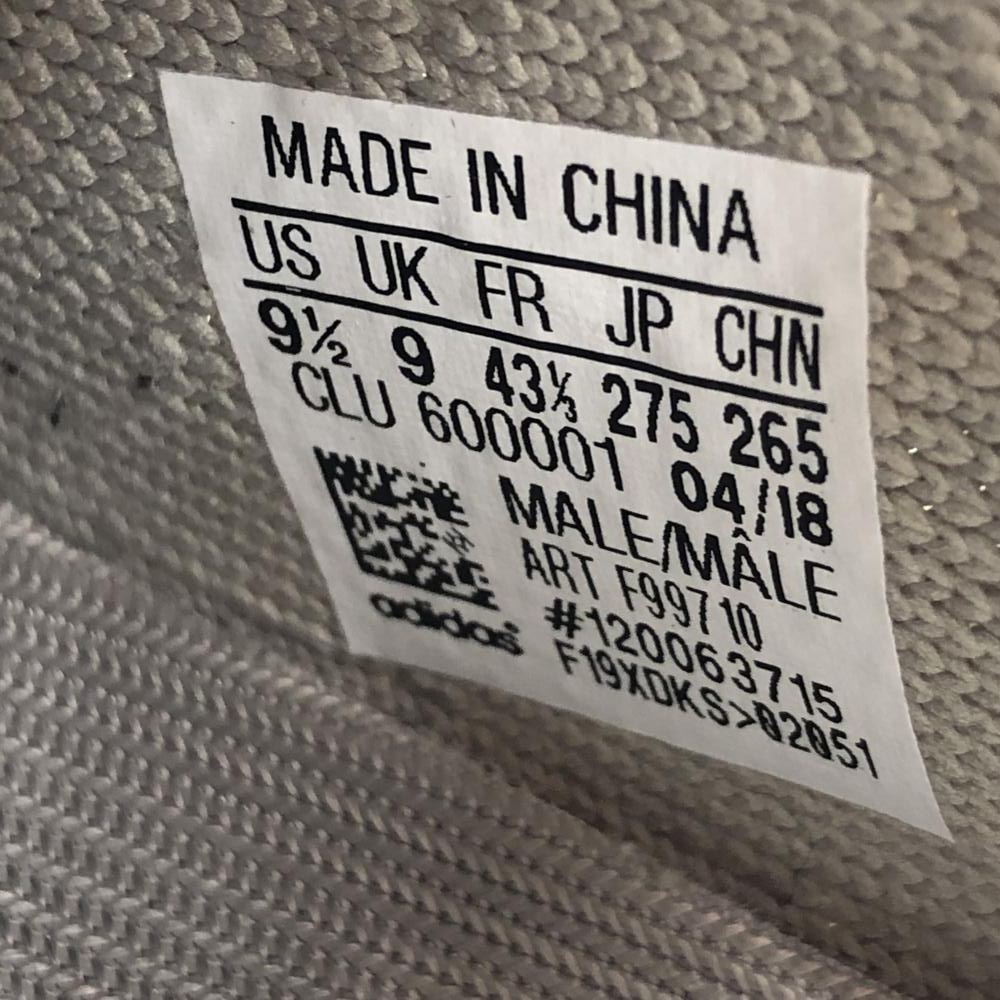 MADE IN CHINA
US UK FR JP CHN
9½ 9 43⅓ 275 265
CLU 600001 04/18
MALE/MÂLE
ART F99710
#120063715
F19XDKS>02051
adidas